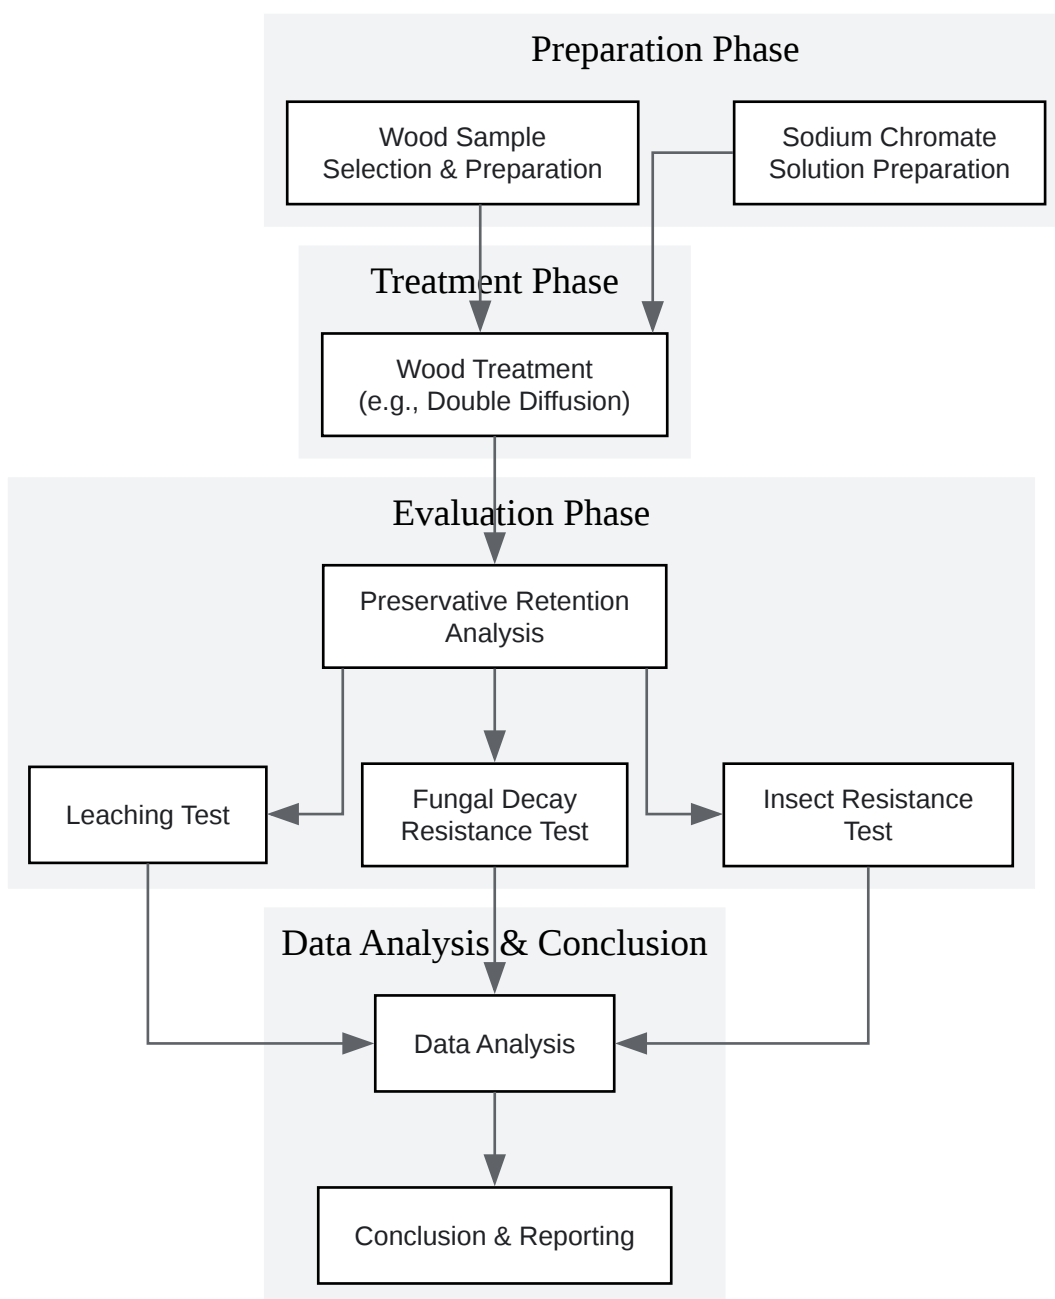 Preparation Phase
Wood Sample
Selection & Preparation
Sodium Chromate
Solution Preparation
Treatment Phase
Wood Treatment
(e.g., Double Diffusion)
Evaluation Phase
Preservative Retention
Analysis
Leaching Test
Fungal Decay
Resistance Test
Insect Resistance
Test
Data Analysis & Conclusion
Data Analysis
Conclusion & Reporting